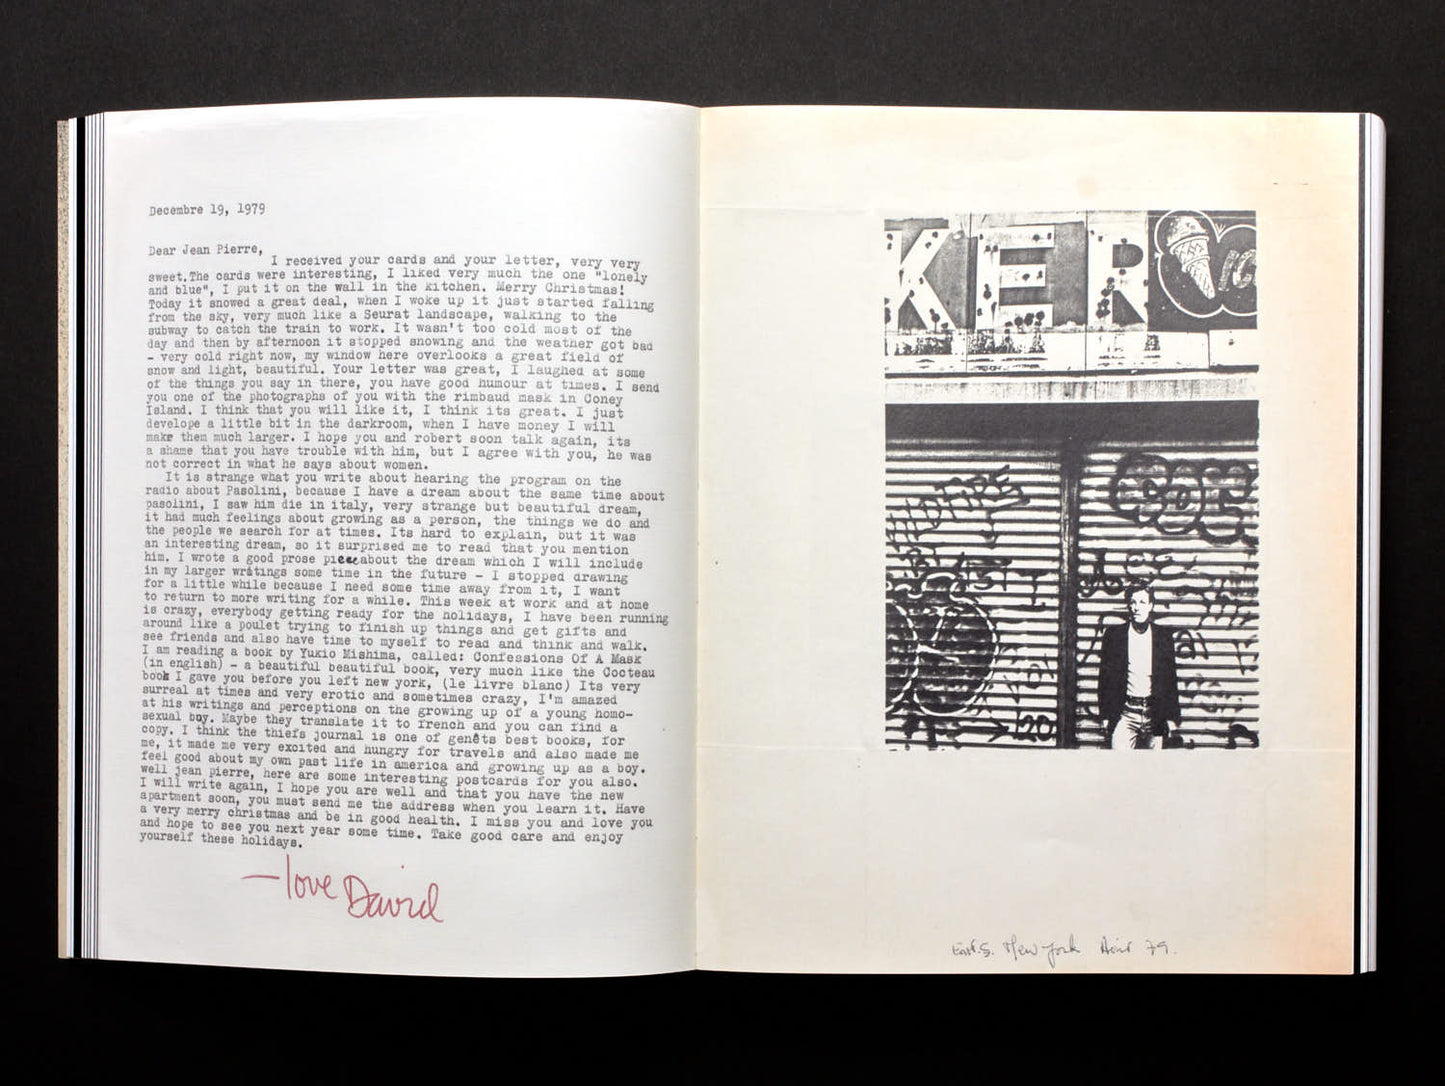 Decembre 19, 1979
Dear Jean Pierre,
I received your cards and your letter, very very
sweet.The cards were interesting, I liked very much the one "lonely
and blue", I put it on the wall in the kitchen. Merry Christmas!
Today it snowed a great deal, when I woke up it just started falling
from the sky, very much like a Seurat landscape, walking to the
subway to catch the train to work. It wasn't too cold most of the
day and then by afternoon it stopped snowing and the weather got bad
- very cold right now, my window here overlooks a great field of
snow and light, beautiful. Your letter was great, I laughed at some
of the things you say in there, you have good humour at times. I send
you one of the photographs of you with the rimbaud mask in Coney
Island. I think that you will like it, I think its great. I just
develope a little bit in the darkroom, when I have money I will
make them much larger. I hope you and robert soon talk again, its
a shame that you have trouble with him, but I agree with you, he was
not correct in what he says about women.
It is strange what you write about hearing the program on the
radio about Pasolini, because I have a dream about the same time about
pasolini, I saw him die in italy, very strange but beautiful dream,
it had much feelings about growing as a person, the things we do and
the people we search for at times. Its hard to explain, but it was
an interesting dream, so it surprised me to read that you mention
him. I wrote a good prose piece about the dream which I will include
in my larger writings some time in the future - I stopped drawing
for a little while because I need some time away from it, I want
to return to more writing for a while. This week at work and at home
is crazy, everybody getting ready for the holidays, I have been running
around like a poulet trying to finish up things and get gifts and
see friends and also have time to myself to read and think and walk.
I am reading a book by Yukio Mishima, called: Confessions Of A Mask
(in english) - a beautiful beautiful book, very much like the Cocteau
book I gave you before you left new york, (le livre blanc) Its very
surreal at times and very erotic and sometimes crazy, I'm amazed
at his writings and perceptions on the growing up of a young homo-
sexual boy. Maybe they translate it to french and you can find a
copy. I think the thiefs journal is one of genêts best books, for
me, it made me very excited and hungry for travels and also made me
feel good about my own past life in america and growing up as a boy.
well jean pierre, here are some interesting postcards for you also.
I will write again, I hope you are well and that you have the new
apartment soon, you must send me the address when you learn it. Have
a very merry christmas and be in good health. I miss you and love you
and hope to see you next year some time. Take good care and enjoy
yourself these holidays.
—love David
KER
WILDFIRE
New York 79.